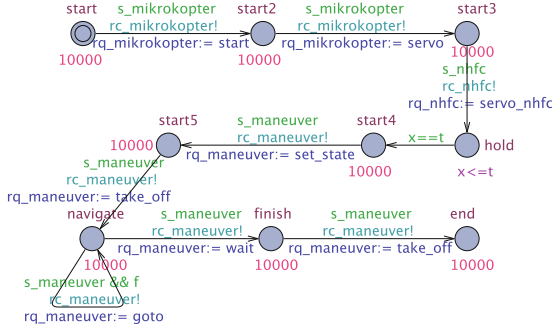 start
s_mikrokopter
rc_mikrokopter!
rq_mikrokopter:= start
10000
start2
s_mikrokopter
rc_mikrokopter!
rq_mikrokopter:= servo
10000
start3
10000
s_nhfc
rc_nhfc!
rq_nhfc:= servo_nhfc
hold
x<=t
x==t
start4
10000
s_maneuver
rc_maneuver!
rq_maneuver:= set_state
start5
10000
s_maneuver
rc_maneuver!
rq_maneuver:= take_off
navigate
10000
s_maneuver && f
rc_maneuver!
rq_maneuver:= goto
s_maneuver
rc_maneuver!
rq_maneuver:= wait
finish
10000
s_maneuver
rc_maneuver!
rq_maneuver:= take_off
end
10000